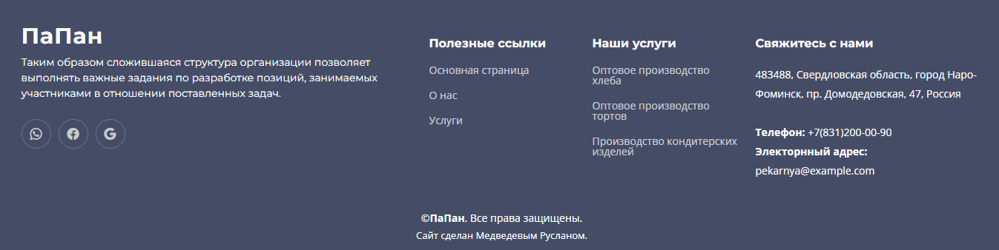 ПаПан
Таким образом сложившаяся структура организации позволяет
выполнять важные задания по разработке позиций, занимаемых
участниками в отношении поставленных задач.
Полезные ссылки
Основная страница
О нас
Услуги
Наши услуги
Оптовое производство
хлеба
Оптовое производство
тортов
Производство кондитерских
изделей
Свяжитесь с нами
483488, Свердловская область, город Наро-
Фоминск, пр. Домодедовская, 47, Россия
Телефон: +7(831)200-00-90
Электорнный адрес:
pekarnya@example.com
©ПаПан. Все права защищены.
Сайт сделан Медведевым Русланом.